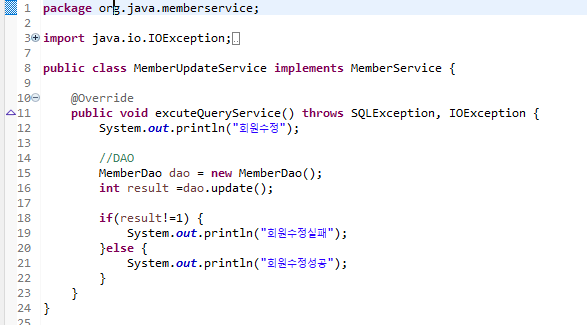 1 package org.java.memberservice;
2
3 import java.io.IOException;
7
8 public class MemberUpdateService implements MemberService {
9
10 @Override
11 public void excuteQueryService() throws SQLException, IOException {
12 System.out.println("회원수정");
13
14 //DAO
15 MemberDao dao = new MemberDao();
16 int result =dao.update();
17
18 if(result!=1) {
19 System.out.println("회원수정실패");
20 }else {
21 System.out.println("회원수정성공");
22 }
23 }
24 }
25